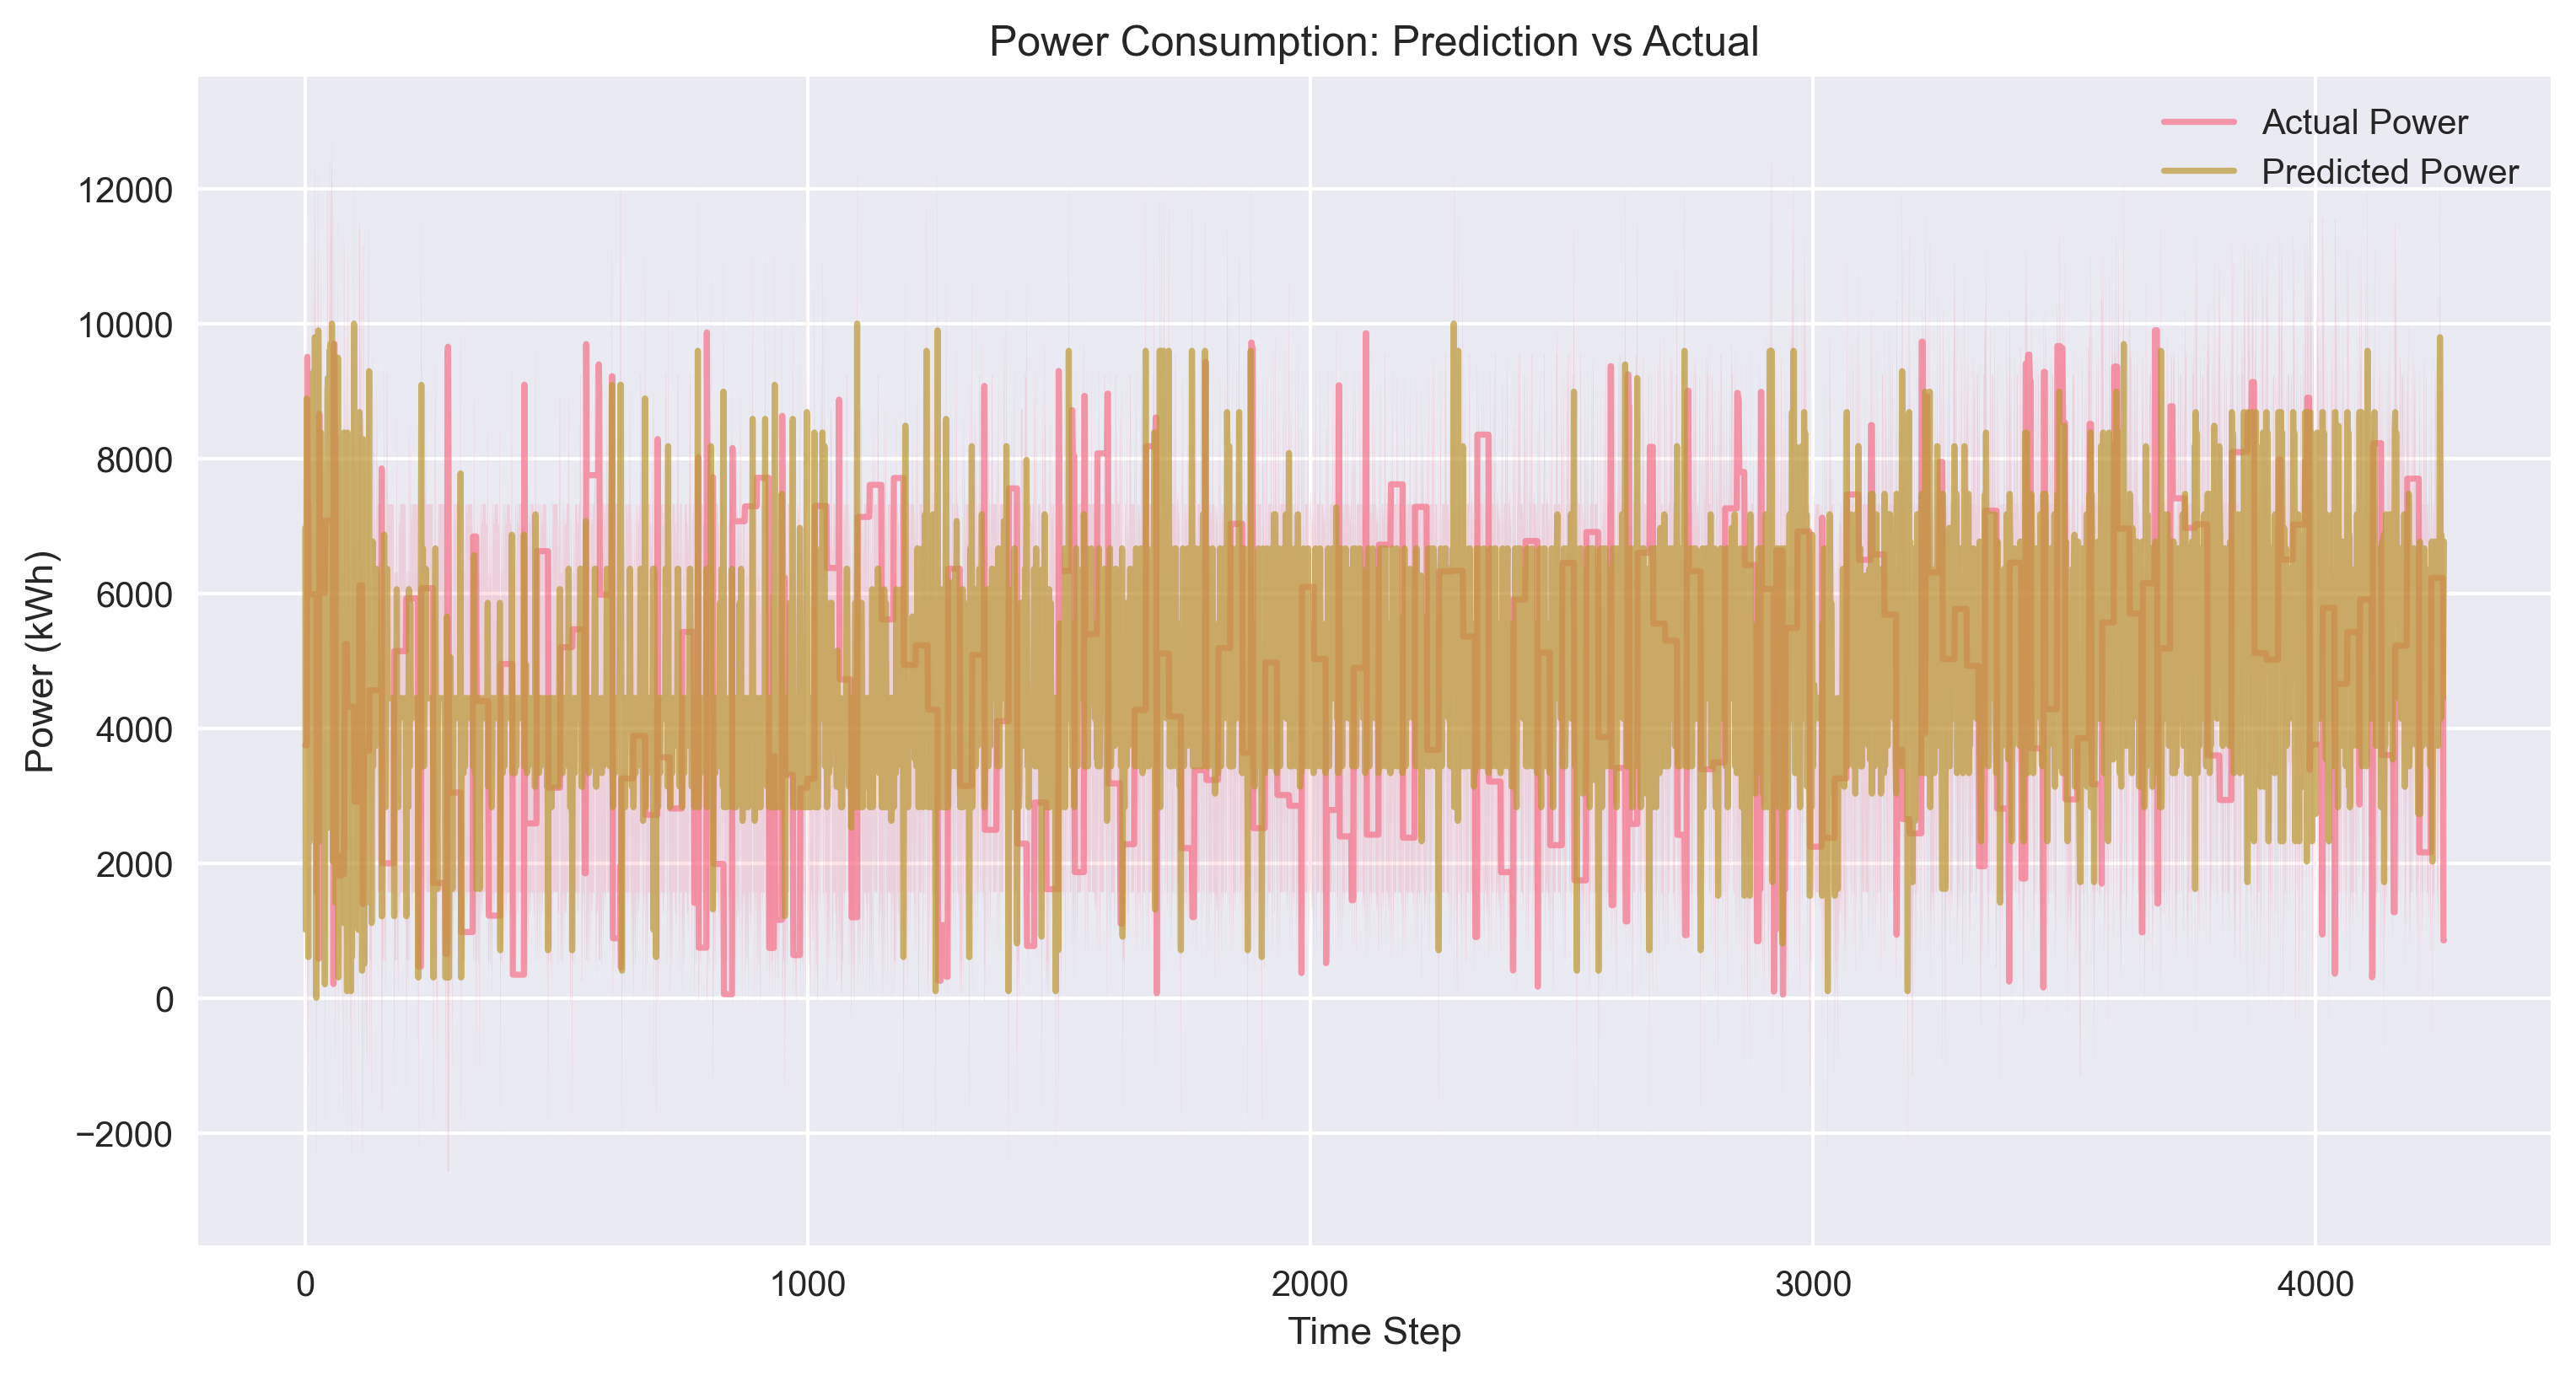 Power Consumption: Prediction vs Actual
Actual Power
Predicted Power
12000
10000
8000
6000
4000
2000
0
−2000
Power (kWh)
0 1000 2000 3000 4000
Time Step